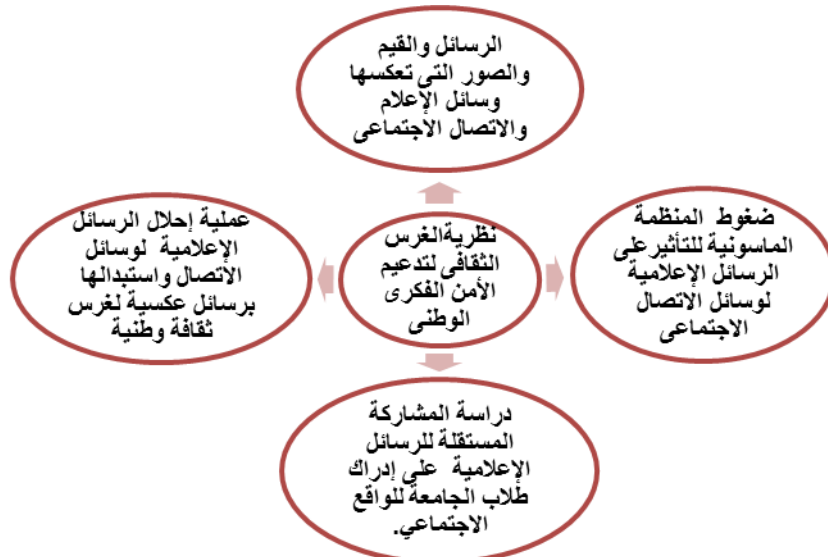 الرسائل والقيم
والصور التى تعكسها
وسائل الإعلام
والاتصال الاجتماعى
ضغوط المنظمة
الماسونية للتأثيرعلى
الرسائل الإعلامية
لوسائل الاتصال
الاجتماعى
نظريةالغرس
الثقافى لتدعيم
الأمن الفكرى
الوطنى
عملية إحلال الرسائل
الإعلامية لوسائل
الاتصال واستبدالها
برسائل عكسية لغرس
ثقافة وطنية
دراسة المشاركة
المستقلة للرسائل
الإعلامية على إدراك
طلاب الجامعة للواقع
الاجتماعي.